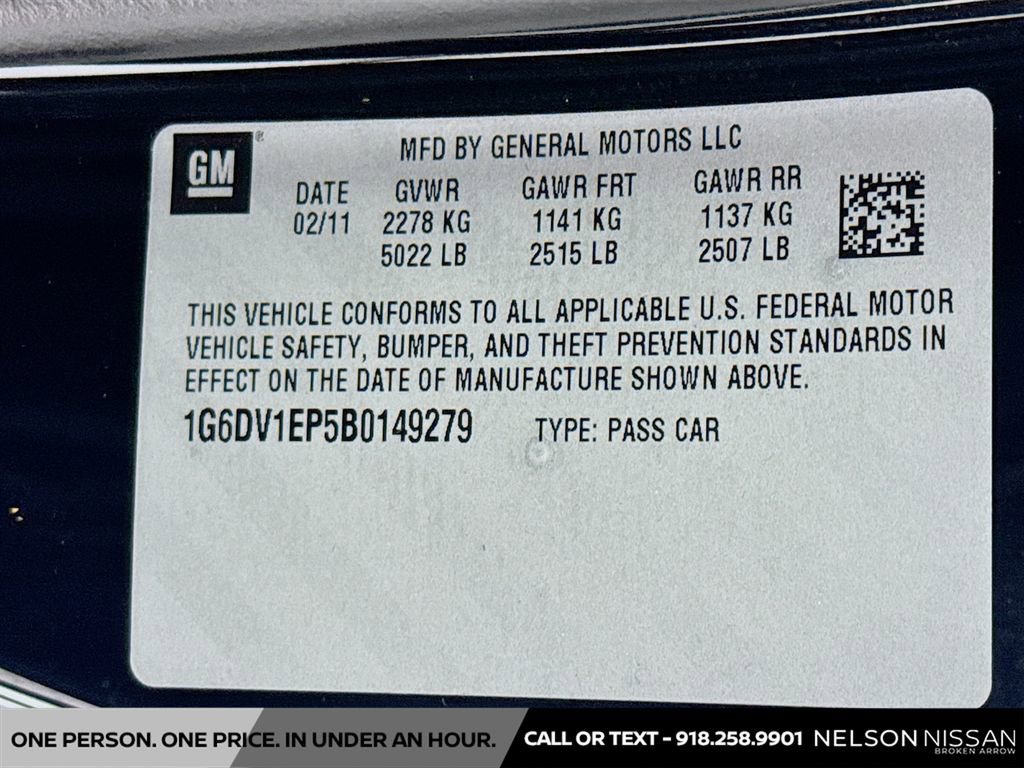 GM®
MFD BY GENERAL MOTORS LLC
DATE GVWR GAWR FRT GAWR RR
02/11 2278 KG 1141 KG 1137 KG
5022 LB 2515 LB 2507 LB
THIS VEHICLE CONFORMS TO ALL APPLICABLE U.S. FEDERAL MOTOR
VEHICLE SAFETY, BUMPER, AND THEFT PREVENTION STANDARDS IN
EFFECT ON THE DATE OF MANUFACTURE SHOWN ABOVE.
1G6DV1EP5B0149279 TYPE: PASS CAR
ONE PERSON. ONE PRICE. IN UNDER AN HOUR. CALL OR TEXT - 918.258.9901 NELSON NISSAN
BROKEN ARROW